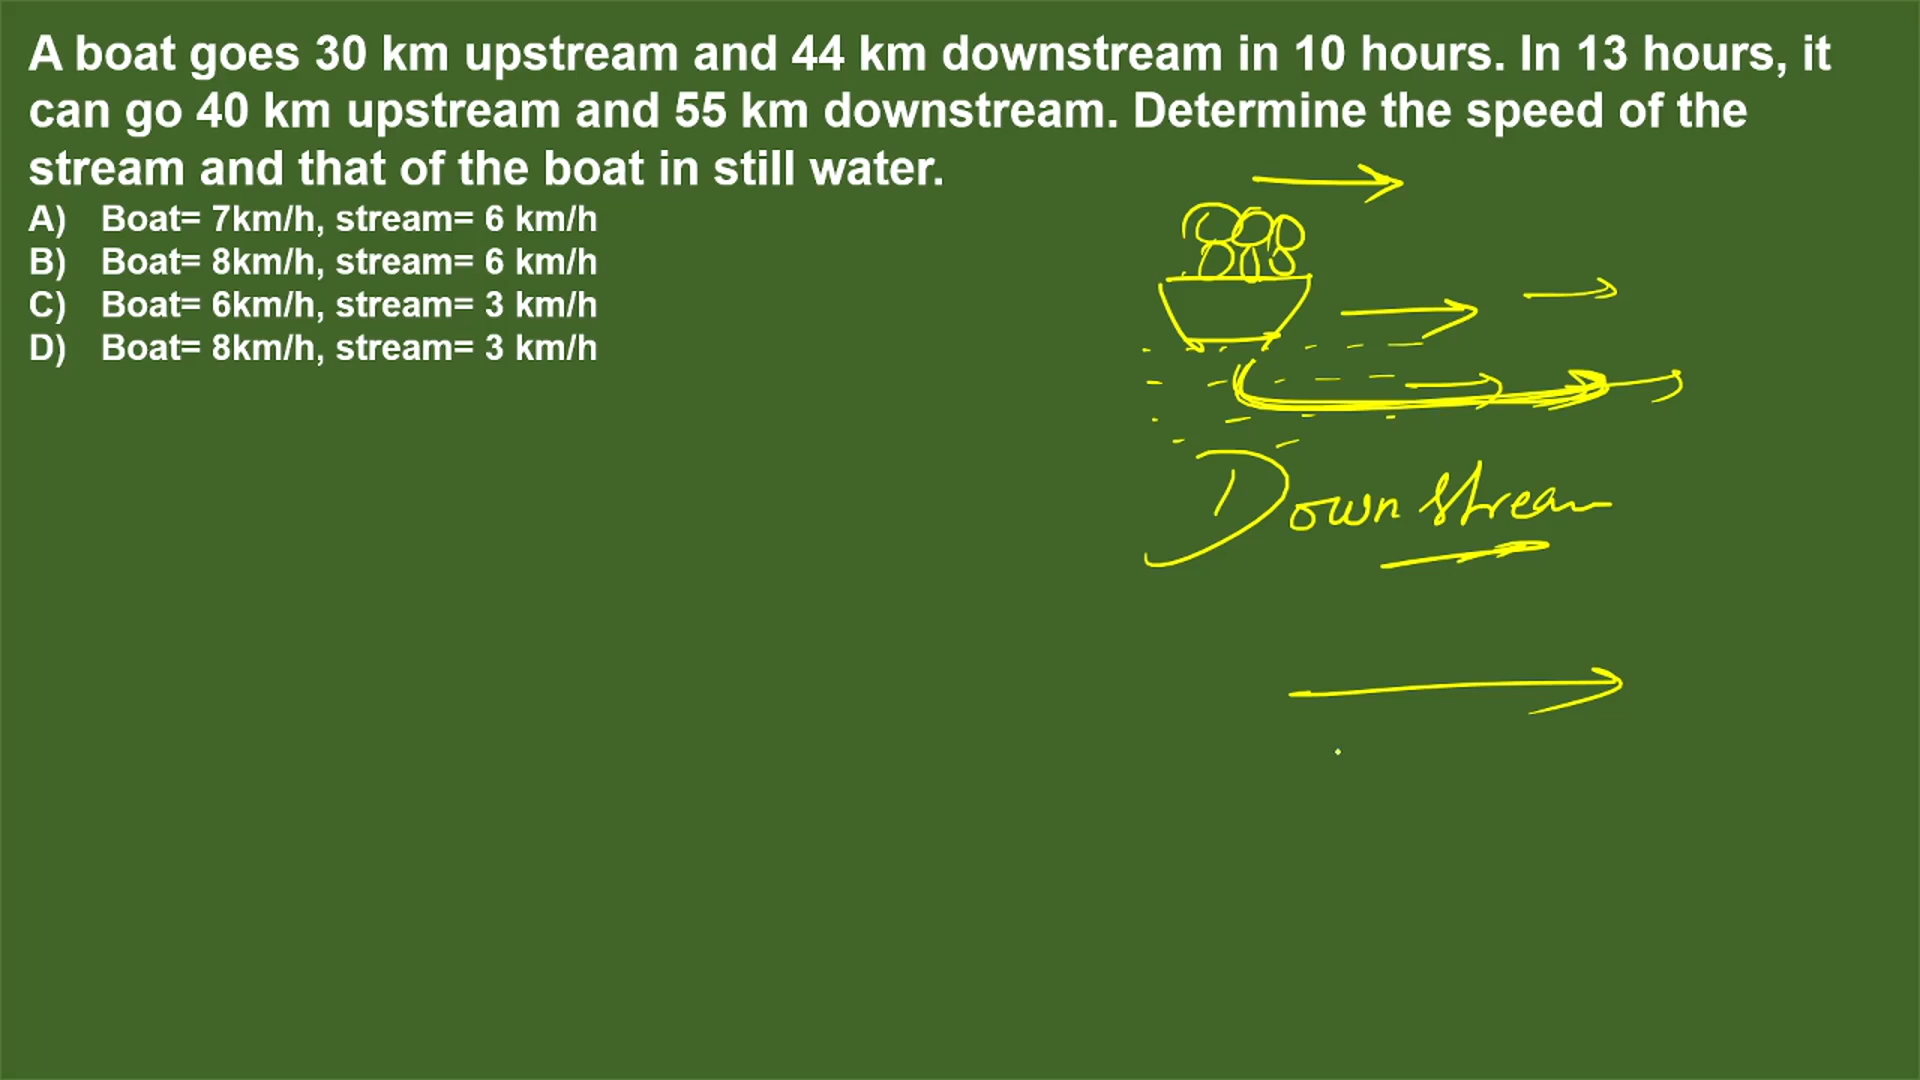 A boat goes 30 km upstream and 44 km downstream in 10 hours. In 13 hours, it
can go 40 km upstream and 55 km downstream. Determine the speed of the
stream and that of the boat in still water.
A) Boat= 7km/h, stream= 6 km/h
B) Boat= 8km/h, stream= 6 km/h
C) Boat= 6km/h, stream= 3 km/h
D) Boat= 8km/h, stream= 3 km/h
Down stream